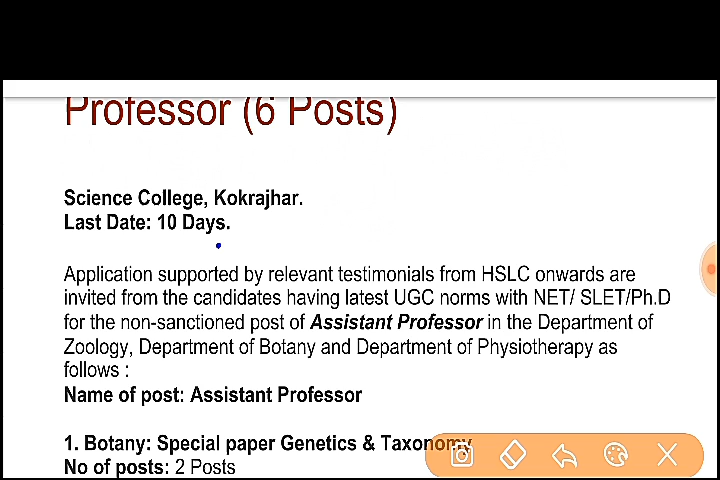 Professor (6 Posts)
Science College, Kokrajhar.
Last Date: 10 Days.
Application supported by relevant testimonials from HSLC onwards are
invited from the candidates having latest UGC norms with NET/ SLET/Ph.D
for the non-sanctioned post of Assistant Professor in the Department of
Zoology, Department of Botany and Department of Physiotherapy as
follows :
Name of post: Assistant Professor
1. Botany: Special paper Genetics & Taxonomy
No of posts: 2 Posts